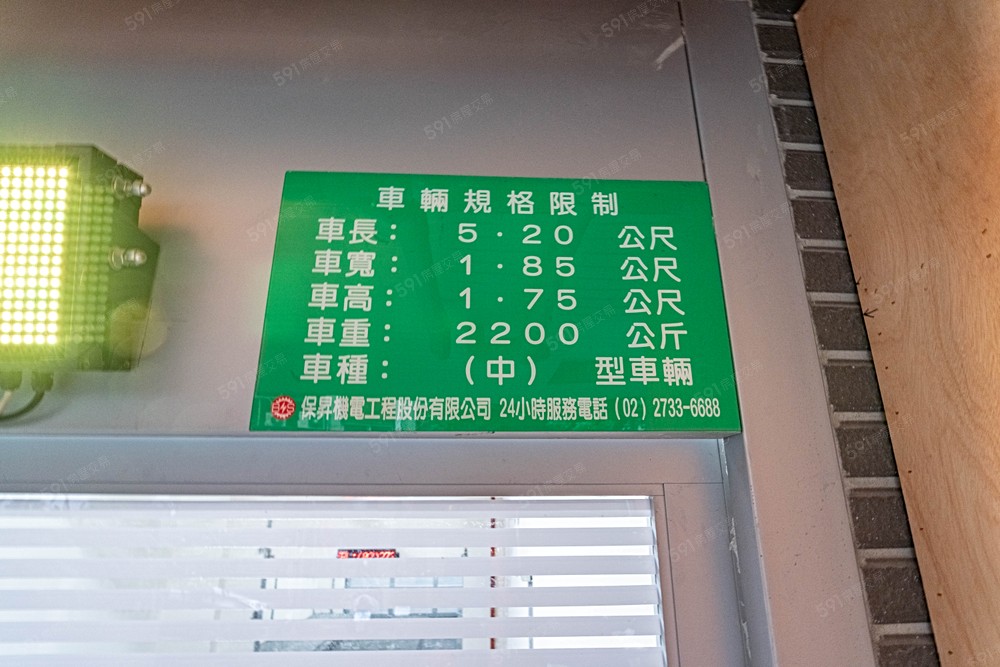 車輛規格限制
車長： 5．20 公尺
車寬： 1．85 公尺
車高： 1．75 公尺
車重： 2200 公斤
車種： （中） 型車輛
保昇機電工程股份有限公司 24小時服務電話（02）2733-6688